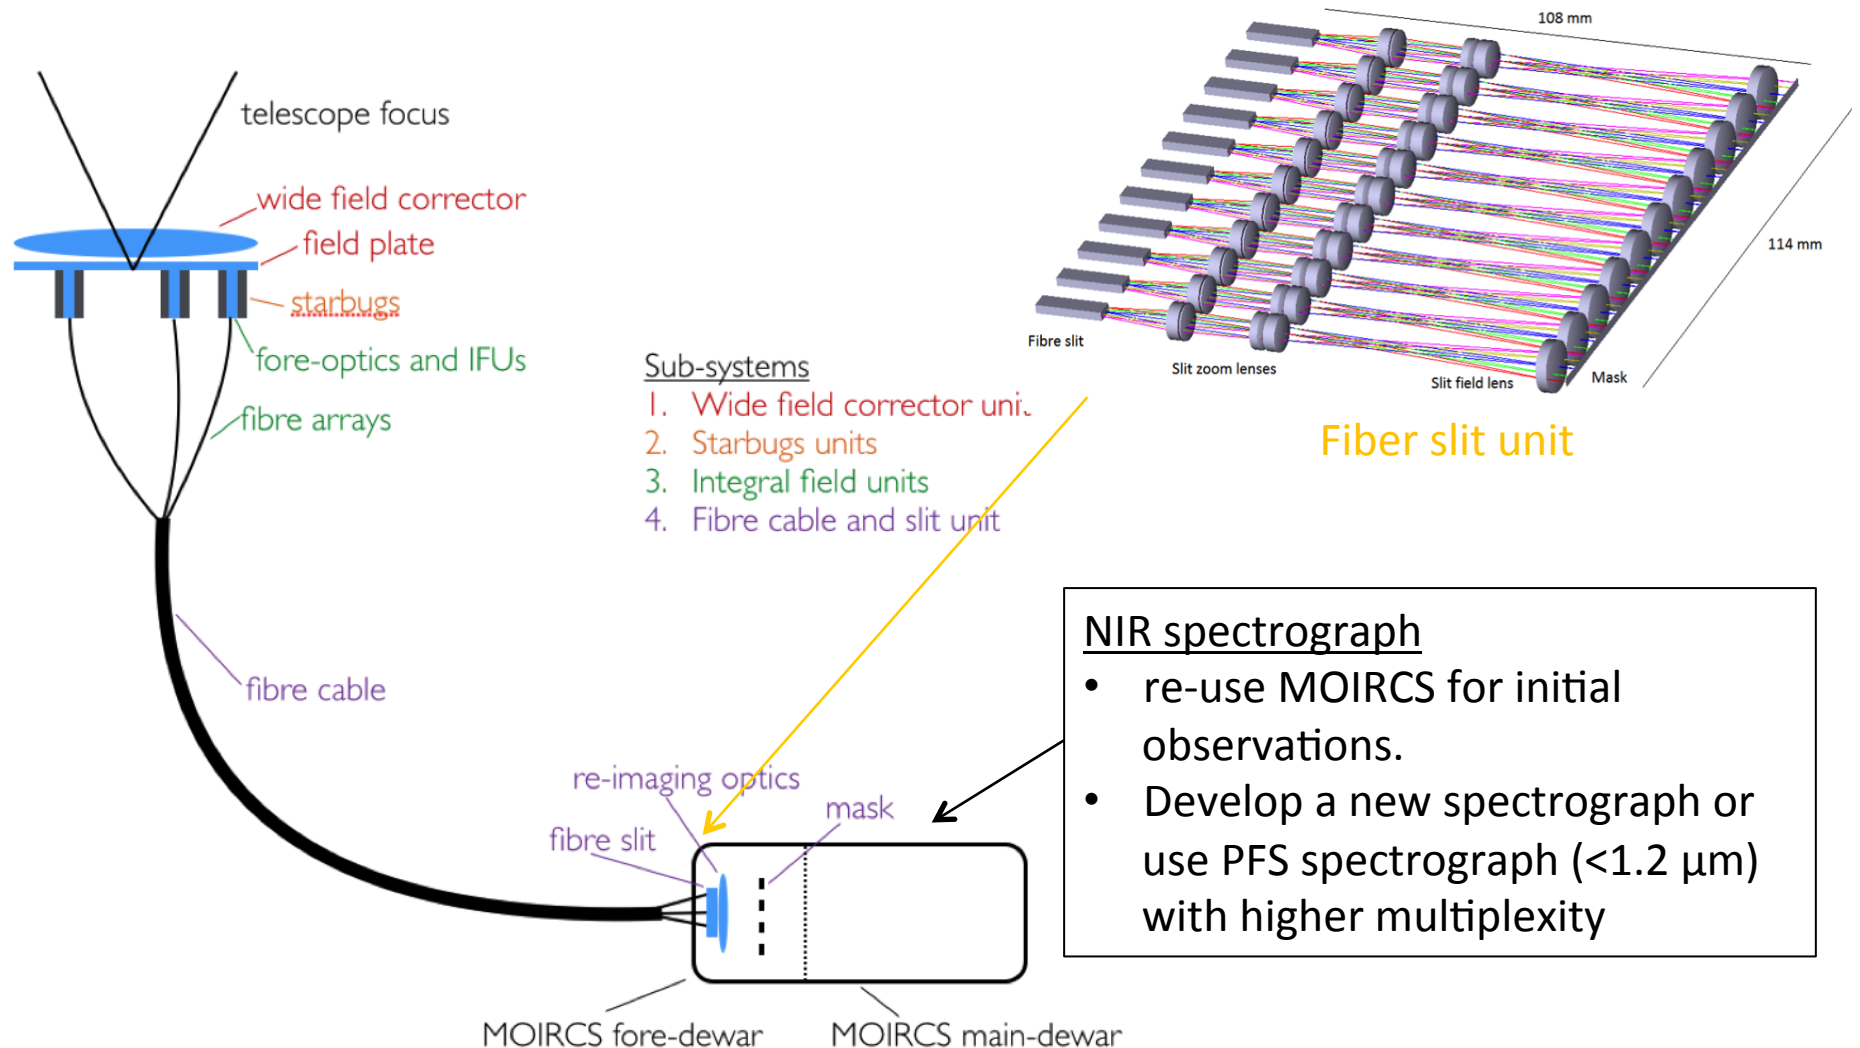 telescope focus
wide field corrector
field plate
starbugs
fore-optics and IFUs
fibre arrays
fibre cable
Sub-systems
1. Wide field corrector unit
2. Starbugs units
3. Integral field units
4. Fibre cable and slit unit
108 mm
114 mm
Fibre slit
Slit zoom lenses
Slit field lens
Mask
Fiber slit unit
NIR spectrograph
• re-use MOIRCS for initial
observations.
• Develop a new spectrograph or
use PFS spectrograph (<1.2 μm)
with higher multiplexity
re-imaging optics
mask
fibre slit
MOIRCS fore-dewar
MOIRCS main-dewar